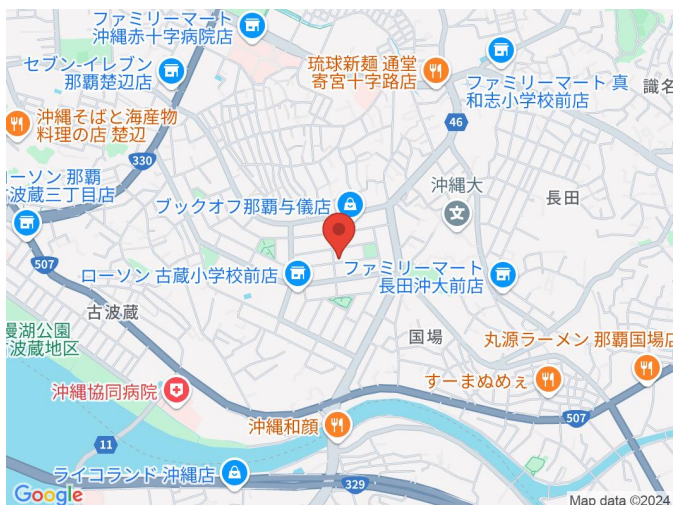 ファミリーマート
沖縄赤十字病院店
琉球新麺 通堂
寄宮十字路店
セブン-イレブン
那覇楚辺店
ファミリーマート 真
和志小学校前店
識名
沖縄そばと海産物
料理の店 楚辺
46
330
沖縄大
長田
ローソン 那覇
波蔵三丁目店
ブックオフ那覇与儀店
文
507
ローソン 古蔵小学校前店
ファミリーマート
長田沖大前店
古波蔵
漫湖公園
波蔵地区
国場
丸源ラーメン 那覇国場店
すーまぬめぇ
沖縄協同病院
沖縄和顔
507
11
ライコランド 沖縄店
329
Google
Map data ©2024